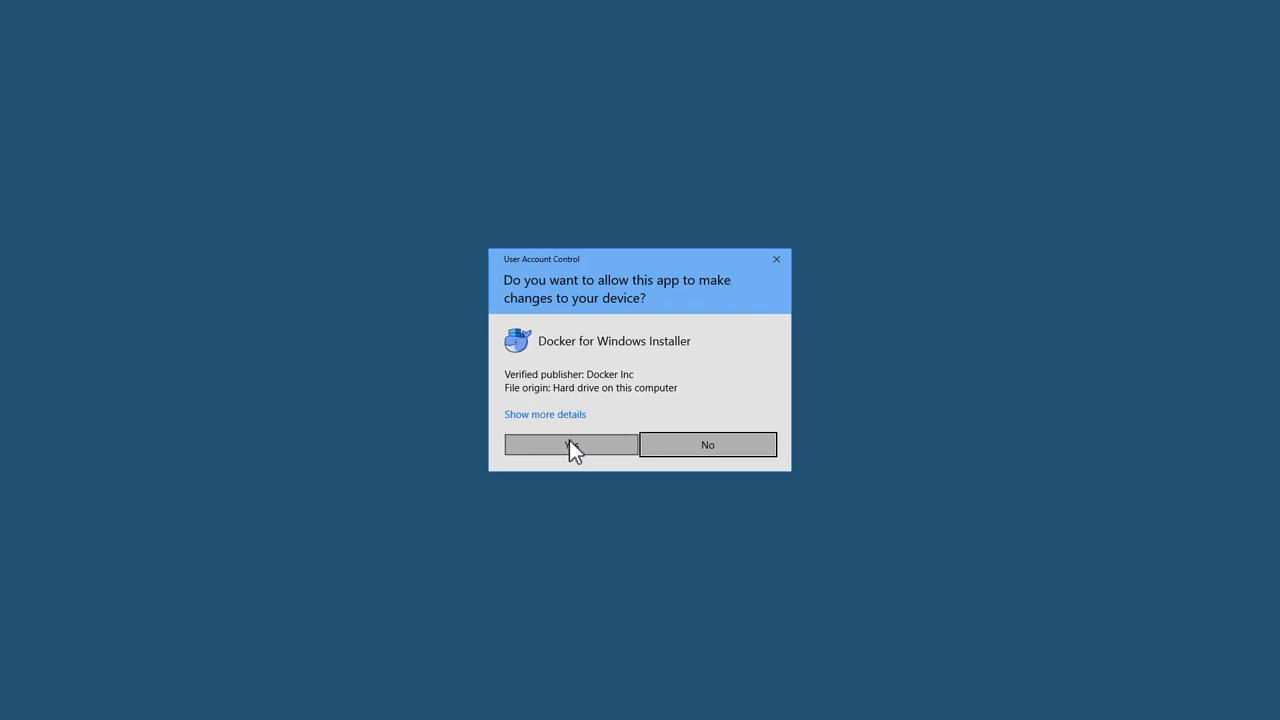 User Account Control
Do you want to allow this app to make
changes to your device?
Docker for Windows Installer
Verified publisher: Docker Inc
File origin: Hard drive on this computer
Show more details
Yes
No